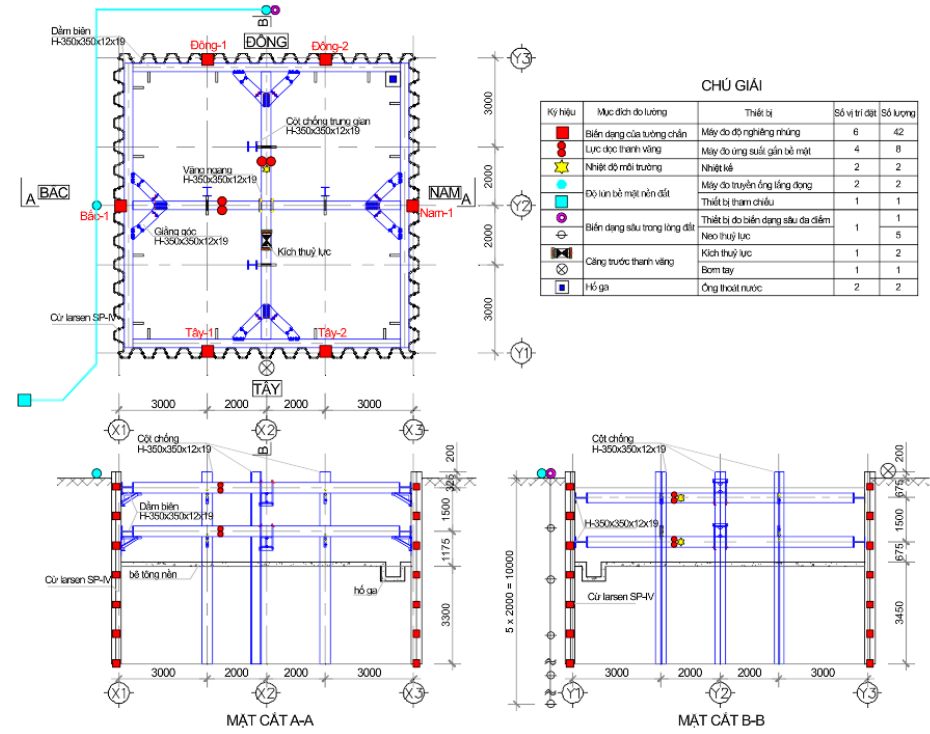 B
Dầm biên
H-350x350x12x19
Đông-1
ĐÔNG
Đông-2
Y3
3000
Cột chống trung gian
H-350x350x12x19
Văng ngang
H-350x350x12x19
2000
A
BẮC
NAM
A
Y2
Bắc-1
Nam-1
Giằng góc
H-350x350x12x19
Kích thuỷ lực
2000
Cừ larsen SP-IV
3000
Tây-1
Tây-2
Y1
TÂY
3000
2000
2000
3000
X1
X2
X3
B
CHÚ GIẢI
Ký hiệu
Mục đích đo lường
Thiết bị
Số vị trí đặt
Số lượng
Biến dạng của tường chắn
Máy đo độ nghiêng nhúng
6
42
Lực dọc thanh văng
Máy đo ứng suất gắn bề mặt
4
8
Nhiệt độ môi trường
Nhiệt kế
2
2
Độ lún bề mặt nền đất
Máy đo truyền ống lắng đọng
2
2
Thiết bị tham chiếu
1
1
Biến dạng sâu trong lòng đất
Thiết bị đo biến dạng sâu đa điểm
1
1
Neo thuỷ lực
5
Căng trước thanh văng
Kích thuỷ lực
1
2
Bơm tay
1
1
Hố ga
Ống thoát nước
2
2
Cột chống
H-350x350x12x19
200
325
Dầm biên
H-350x350x12x19
1500
1175
Cừ larsen SP-IV
bê tông nền
hố ga
3300
3000
2000
2000
3000
X1
X2
X3
MẶT CẮT A-A
Cột chống
H-350x350x12x19
200
675
H-350x350x12x19
1500
675
5 x 2000 = 10000
Cừ larsen SP-IV
3450
3000
2000
2000
3000
Y1
Y2
Y3
MẶT CẮT B-B